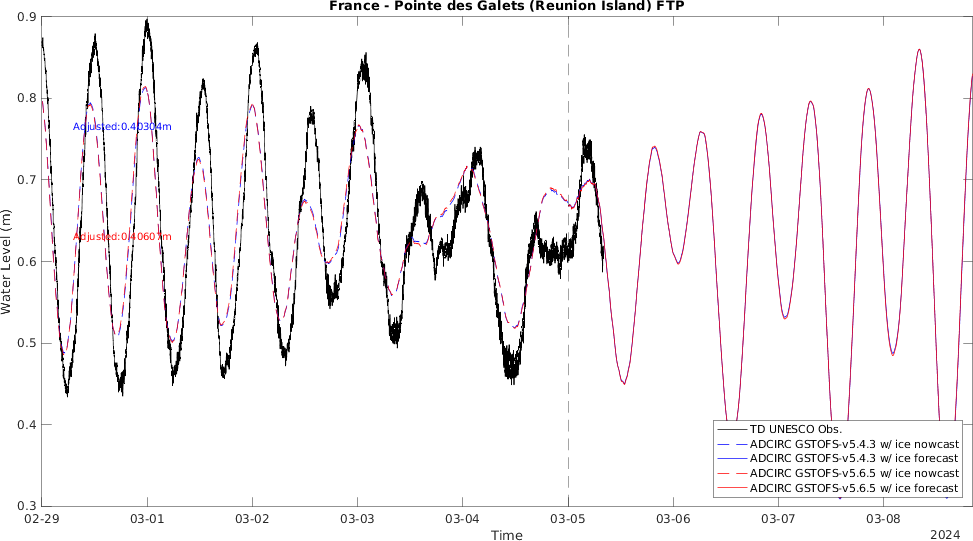 France - Pointe des Galets (Reunion Island) FTP
0.9
0.8
0.7
0.6
0.5
0.4
0.3
Water Level (m)
Adjusted:0.40304m
Adjusted:0.40607m
TD UNESCO Obs.
ADCIRC GSTOFS-v5.4.3 w/ ice nowcast
ADCIRC GSTOFS-v5.4.3 w/ ice forecast
ADCIRC GSTOFS-v5.6.5 w/ ice nowcast
ADCIRC GSTOFS-v5.6.5 w/ ice forecast
02-29 03-01 03-02 03-03 03-04 03-05 03-06 03-07 03-08
Time
2024